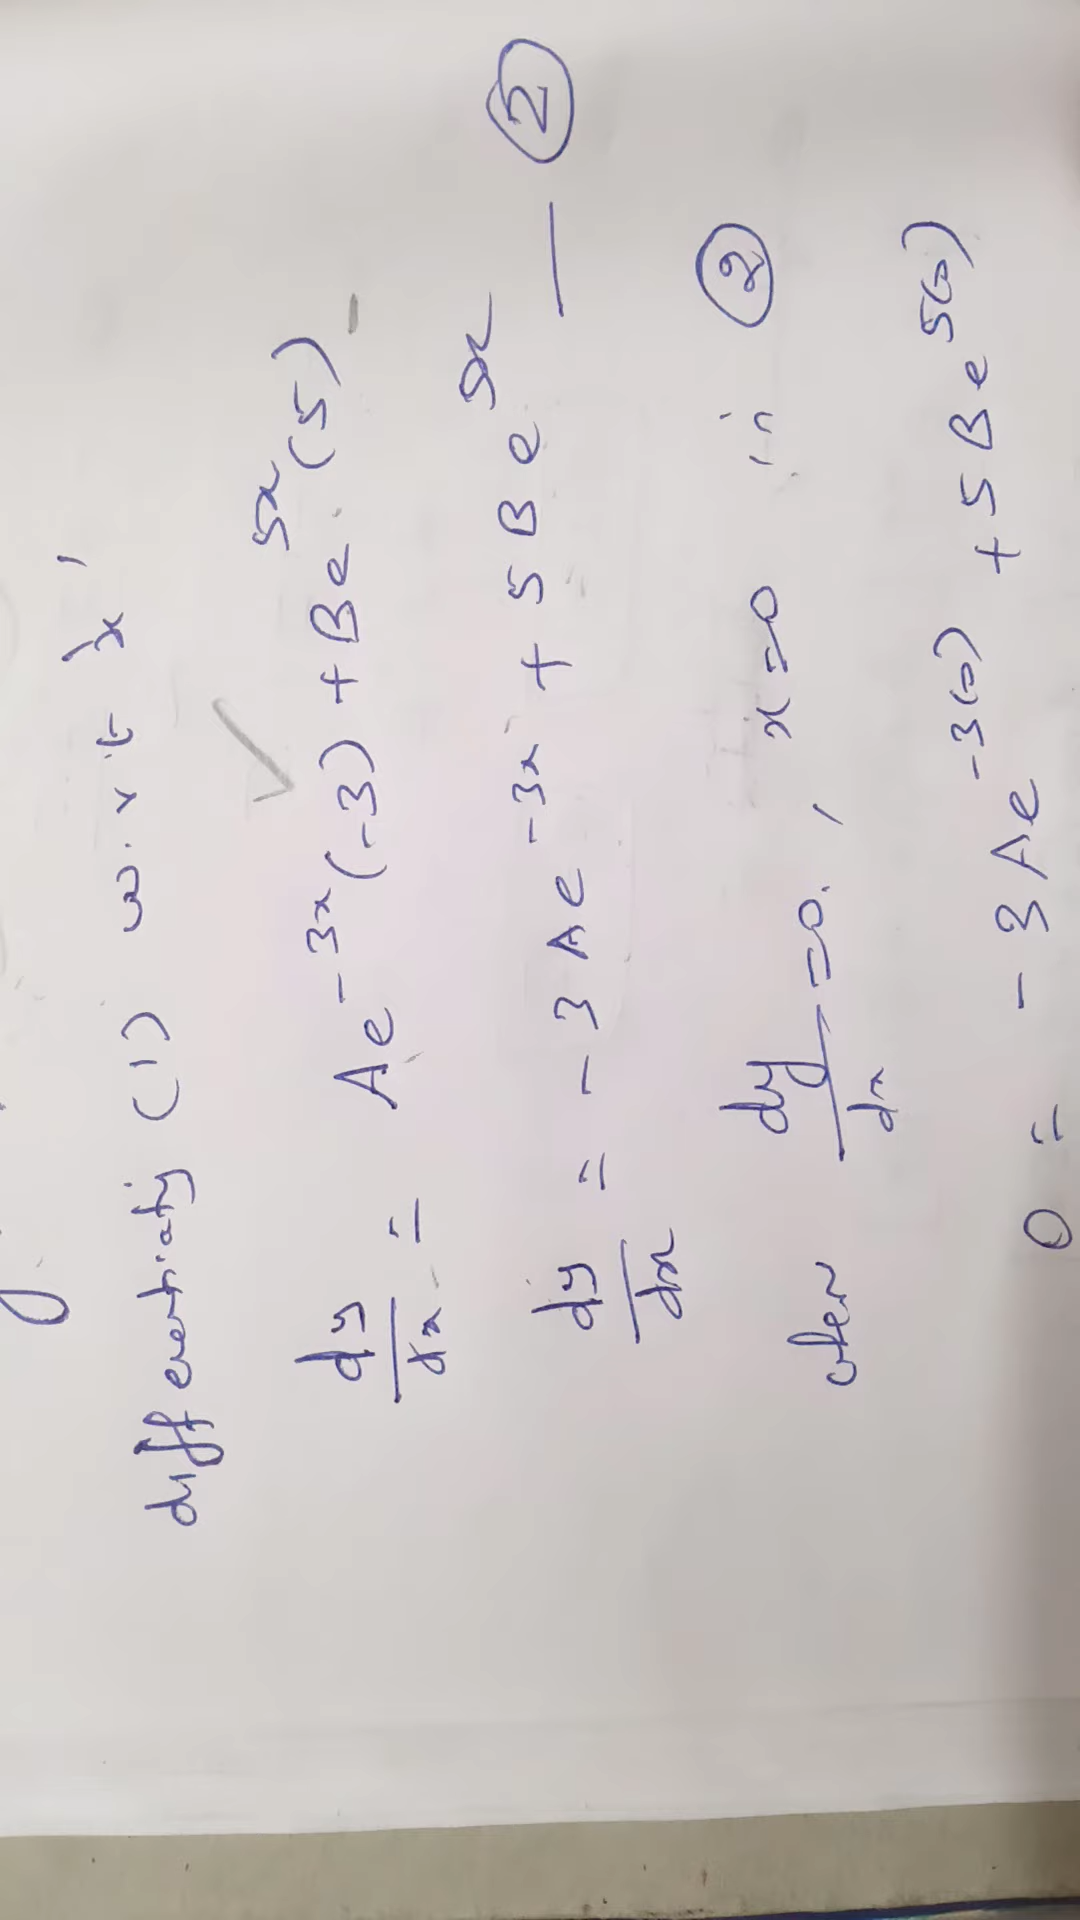 differentiatij (1) w.r.t 'x'
dy/dx = Ae^-3x (-3) + Be^5x (5)
dy/dx = -3Ae^-3x + 5Be^5x — ②
when dy/dx = 0, x=0 in ②
0 = -3Ae^-3(0) + 5Be^5(0)